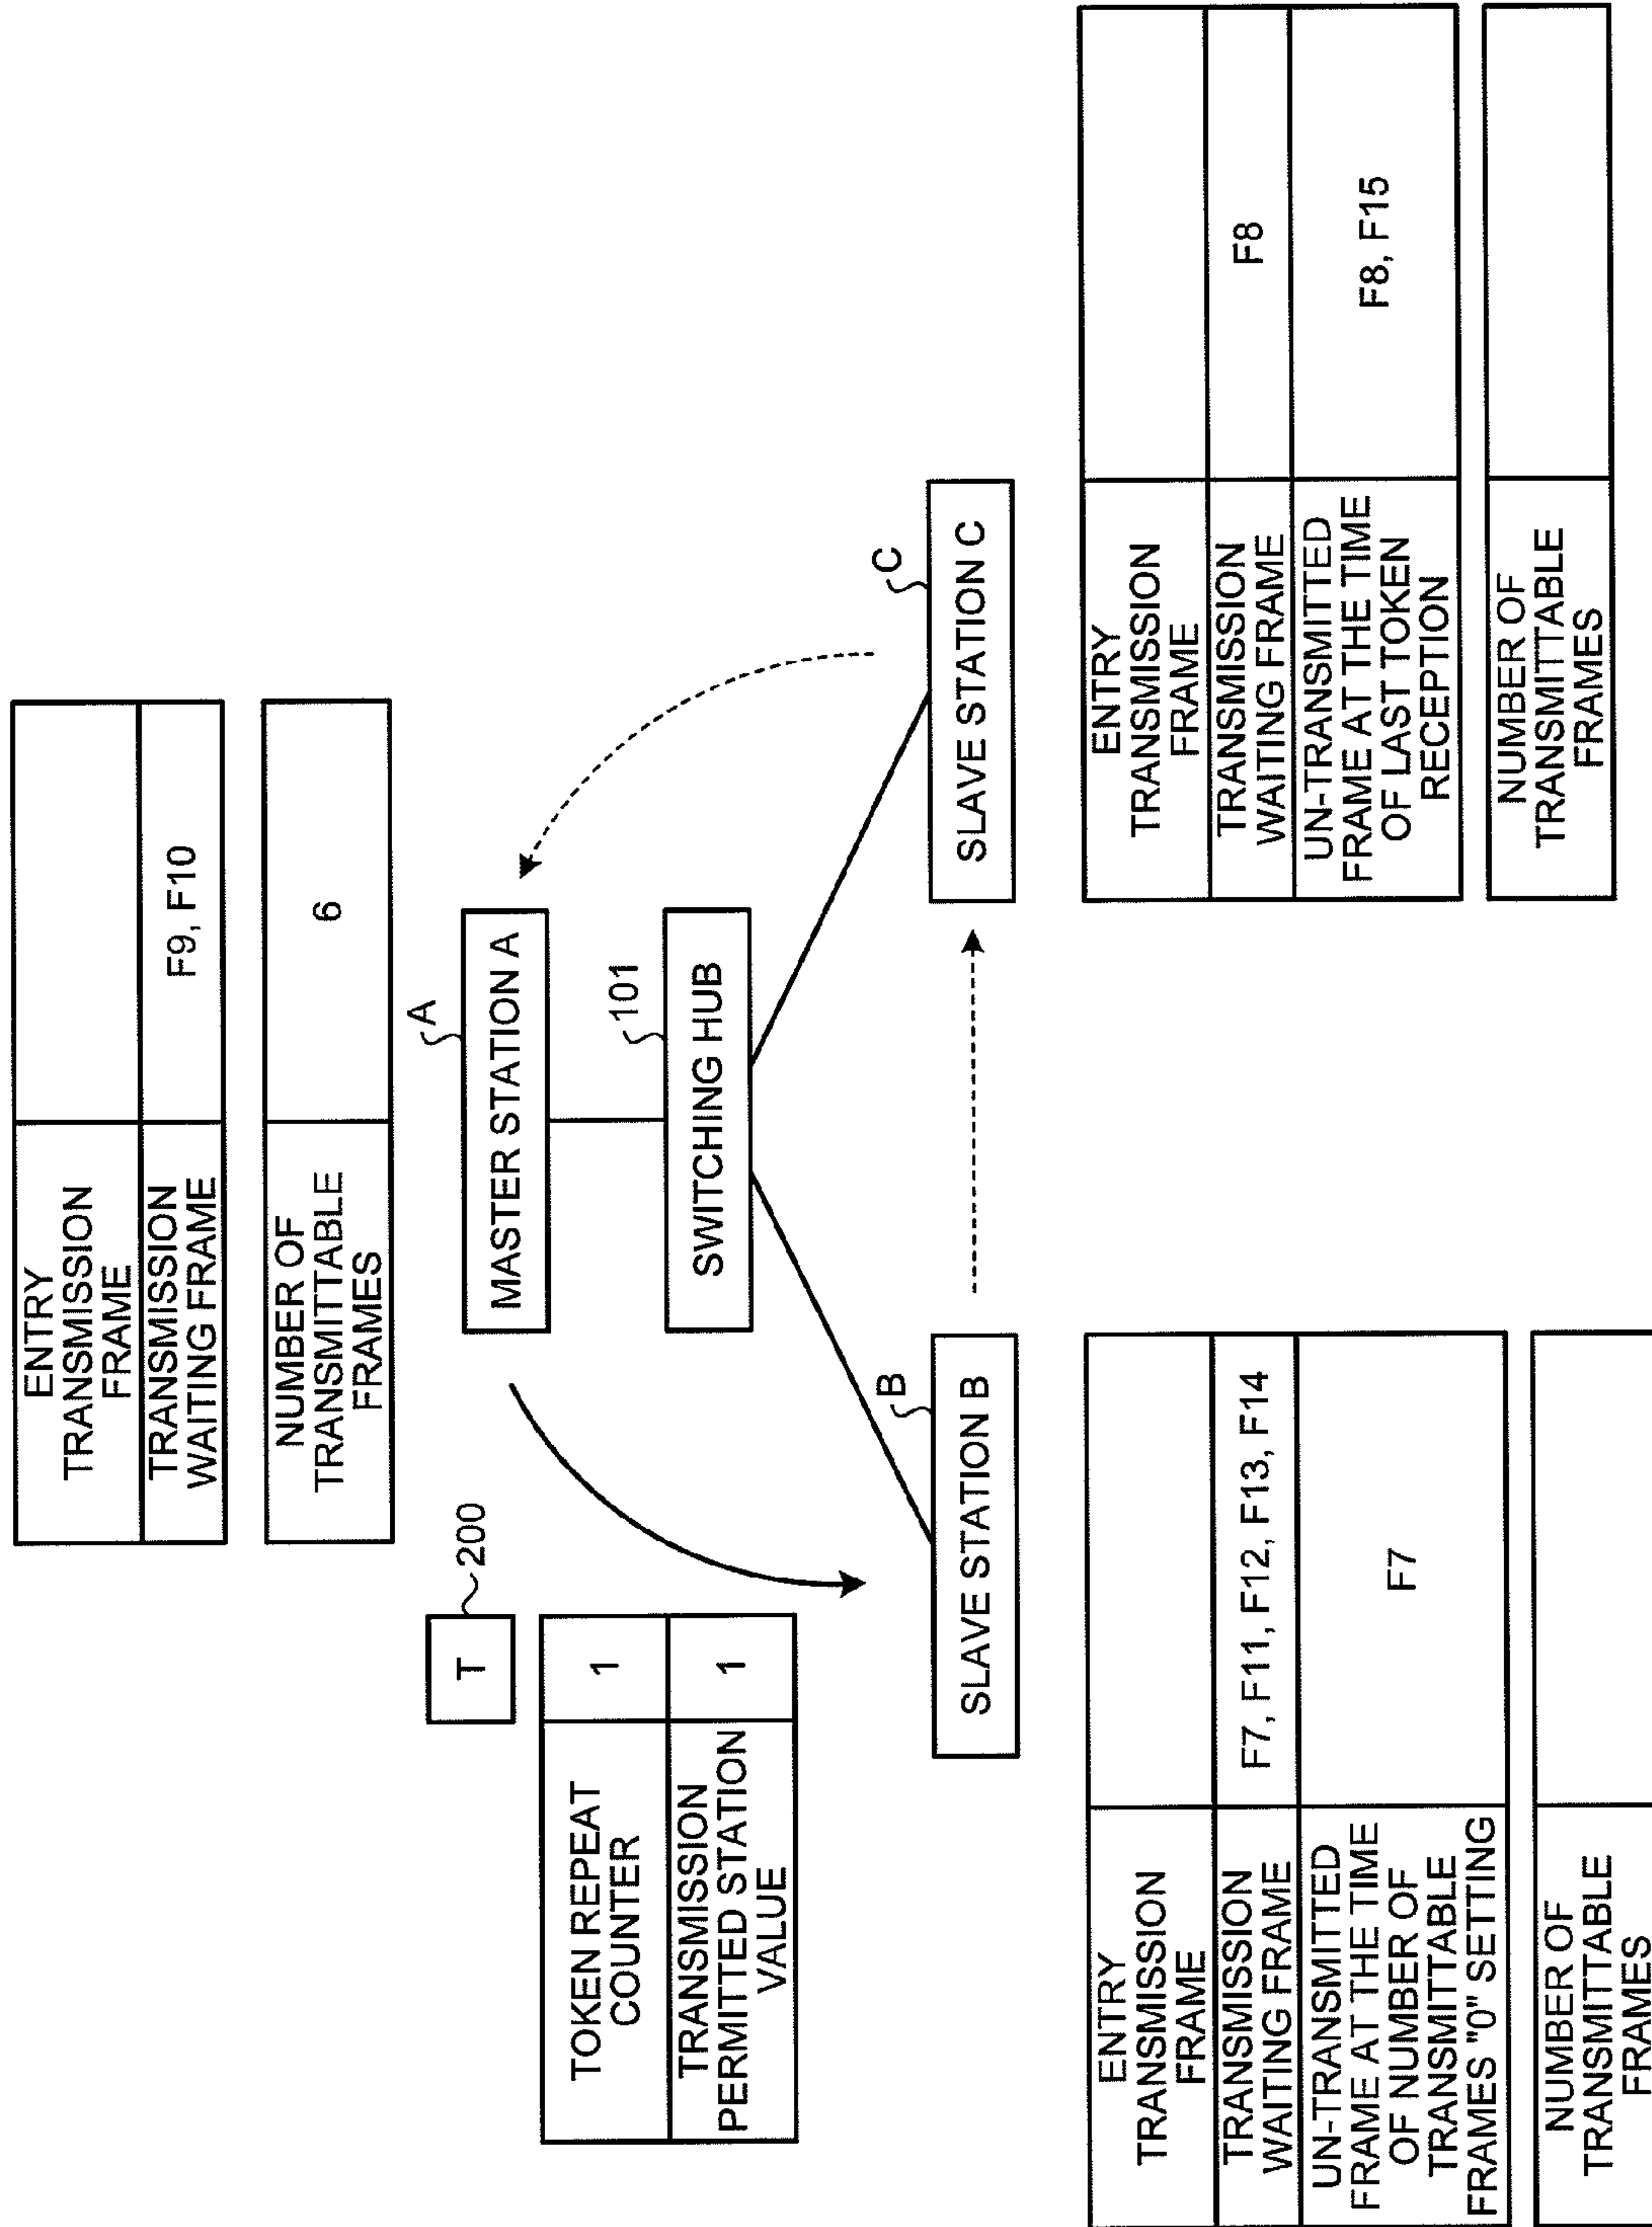 ENTRY
TRANSMISSION
FRAME
TRANSMISSION
WAITING FRAME
F9, F10
NUMBER OF
TRANSMITTABLE
FRAMES
6
T
200
TOKEN REPEAT
COUNTER
1
TRANSMISSION
PERMITTED STATION
VALUE
1
A
MASTER STATION A
101
SWITCHING HUB
B
SLAVE STATION B
C
SLAVE STATION C
ENTRY
TRANSMISSION
FRAME
TRANSMISSION
WAITING FRAME
F7, F11, F12, F13, F14
UN-TRANSMITTED
FRAME AT THE TIME
OF NUMBER OF
TRANSMITTABLE
FRAMES "0" SETTING
F7
NUMBER OF
TRANSMITTABLE
FRAMES
ENTRY
TRANSMISSION
FRAME
TRANSMISSION
WAITING FRAME
F8
UN-TRANSMITTED
FRAME AT THE TIME
OF LAST TOKEN
RECEPTION
F8, F15
NUMBER OF
TRANSMITTABLE
FRAMES